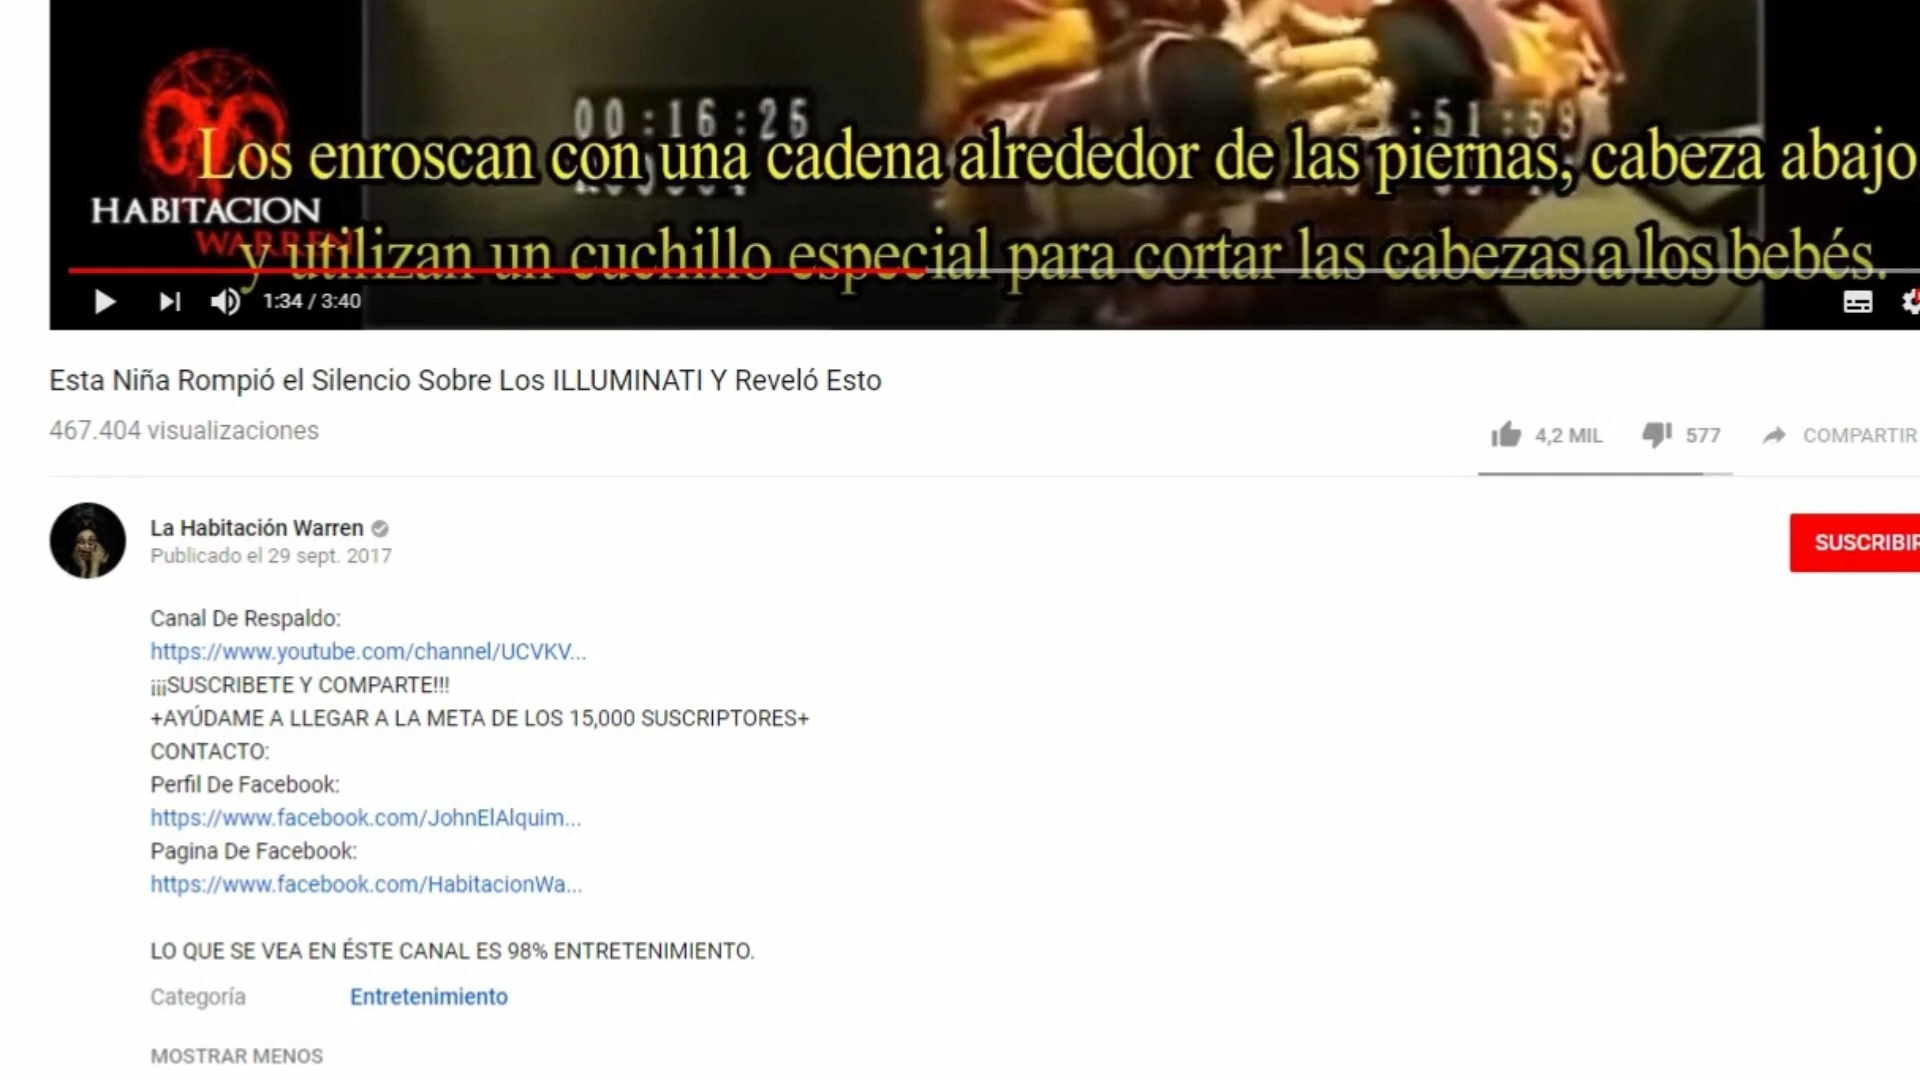 00:16:25
:51:58
Los enroscan con una cadena alrededor de las piernas, cabeza abajo
HABITACION
WARREN
y utilizan un cuchillo especial para cortar las cabezas a los bebés.
1:34 / 3:40
Esta Niña Rompió el Silencio Sobre Los ILLUMINATI Y Reveló Esto
467.404 visualizaciones
4,2 MIL
577
COMPARTIR
La Habitación Warren
Publicado el 29 sept. 2017
SUSCRIBIR
Canal De Respaldo:
https://www.youtube.com/channel/UCVKV...
¡¡¡SUSCRIBETE Y COMPARTE!!!
+AYÚDAME A LLEGAR A LA META DE LOS 15,000 SUSCRIPTORES+
CONTACTO:
Perfil De Facebook:
https://www.facebook.com/JohnElAlquim...
Pagina De Facebook:
https://www.facebook.com/HabitacionWa...
LO QUE SE VEA EN ÉSTE CANAL ES 98% ENTRETENIMIENTO.
Categoría
Entretenimiento
MOSTRAR MENOS